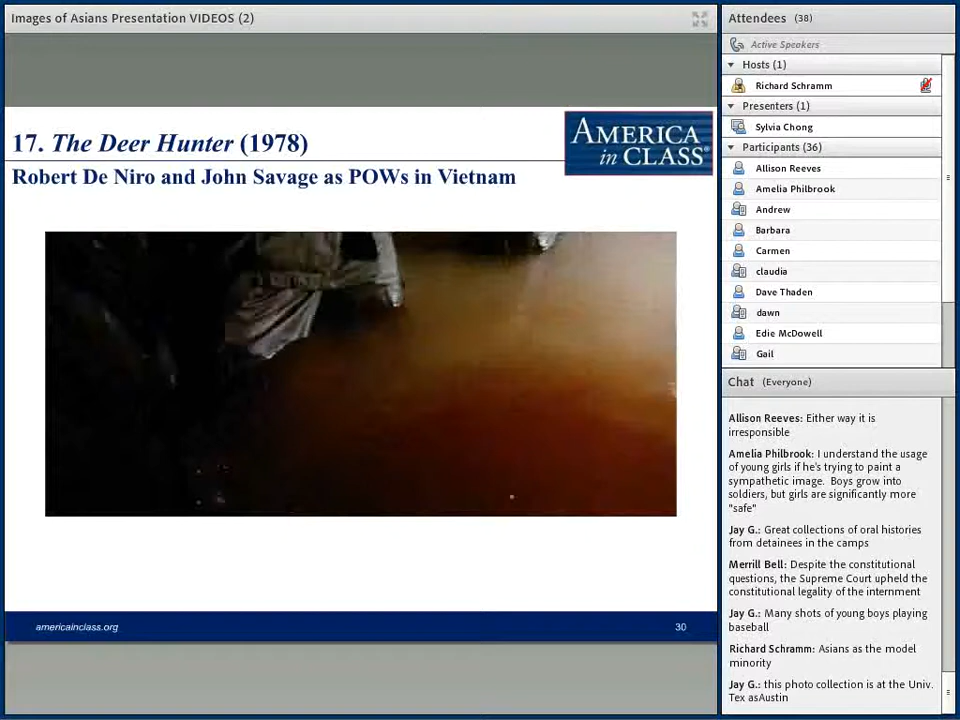 Images of Asians Presentation VIDEOS (2)
17. The Deer Hunter (1978)
AMERICA
in CLASS®
Robert De Niro and John Savage as POWs in Vietnam
americainclass.org
30
Attendees (38)
Active Speakers
Hosts (1)
Richard Schramm
Presenters (1)
Sylvia Chong
Participants (36)
Allison Reeves
Amelia Philbrook
Andrew
Barbara
Carmen
claudia
Dave Thaden
dawn
Edie McDowell
Gail
Chat (Everyone)
Allison Reeves: Either way it is
irresponsible
Amelia Philbrook: I understand the usage
of young girls if he's trying to paint a
sympathetic image. Boys grow into
soldiers, but girls are significantly more
"safe"
Jay G.: Great collections of oral histories
from detainees in the camps
Merrill Bell: Despite the constitutional
questions, the Supreme Court upheld the
constitutional legality of the internment
Jay G.: Many shots of young boys playing
baseball
Richard Schramm: Asians as the model
minority
Jay G.: this photo collection is at the Univ.
Tex asAustin